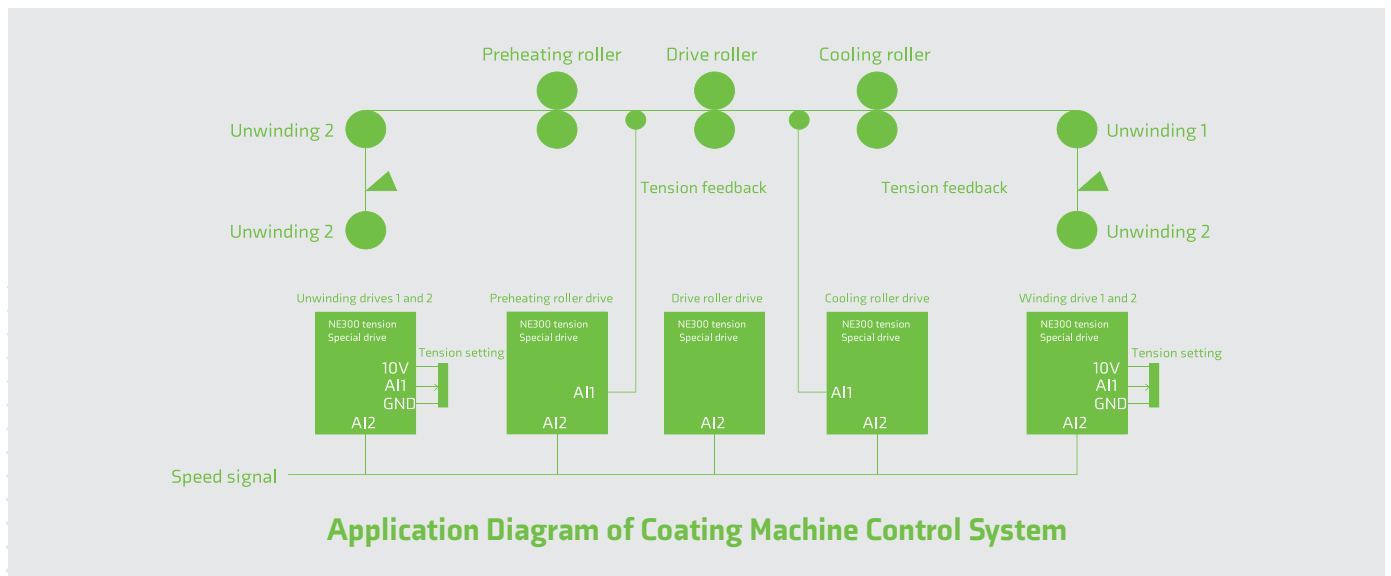 Preheating roller
Drive roller
Cooling roller
Unwinding 2
Unwinding 1
Tension feedback
Tension feedback
Unwinding 2
Unwinding 2
Unwinding drives 1 and 2
Preheating roller drive
Drive roller drive
Cooling roller drive
Winding drive 1 and 2
NE300 tension
Special drive
10V
AI1
GND
AI2
Tension setting
NE300 tension
Special drive
AI1
AI2
NE300 tension
Special drive
AI2
NE300 tension
Special drive
AI1
AI2
NE300 tension
Special drive
10V
AI1
GND
AI2
Tension setting
Speed signal
Application Diagram of Coating Machine Control System